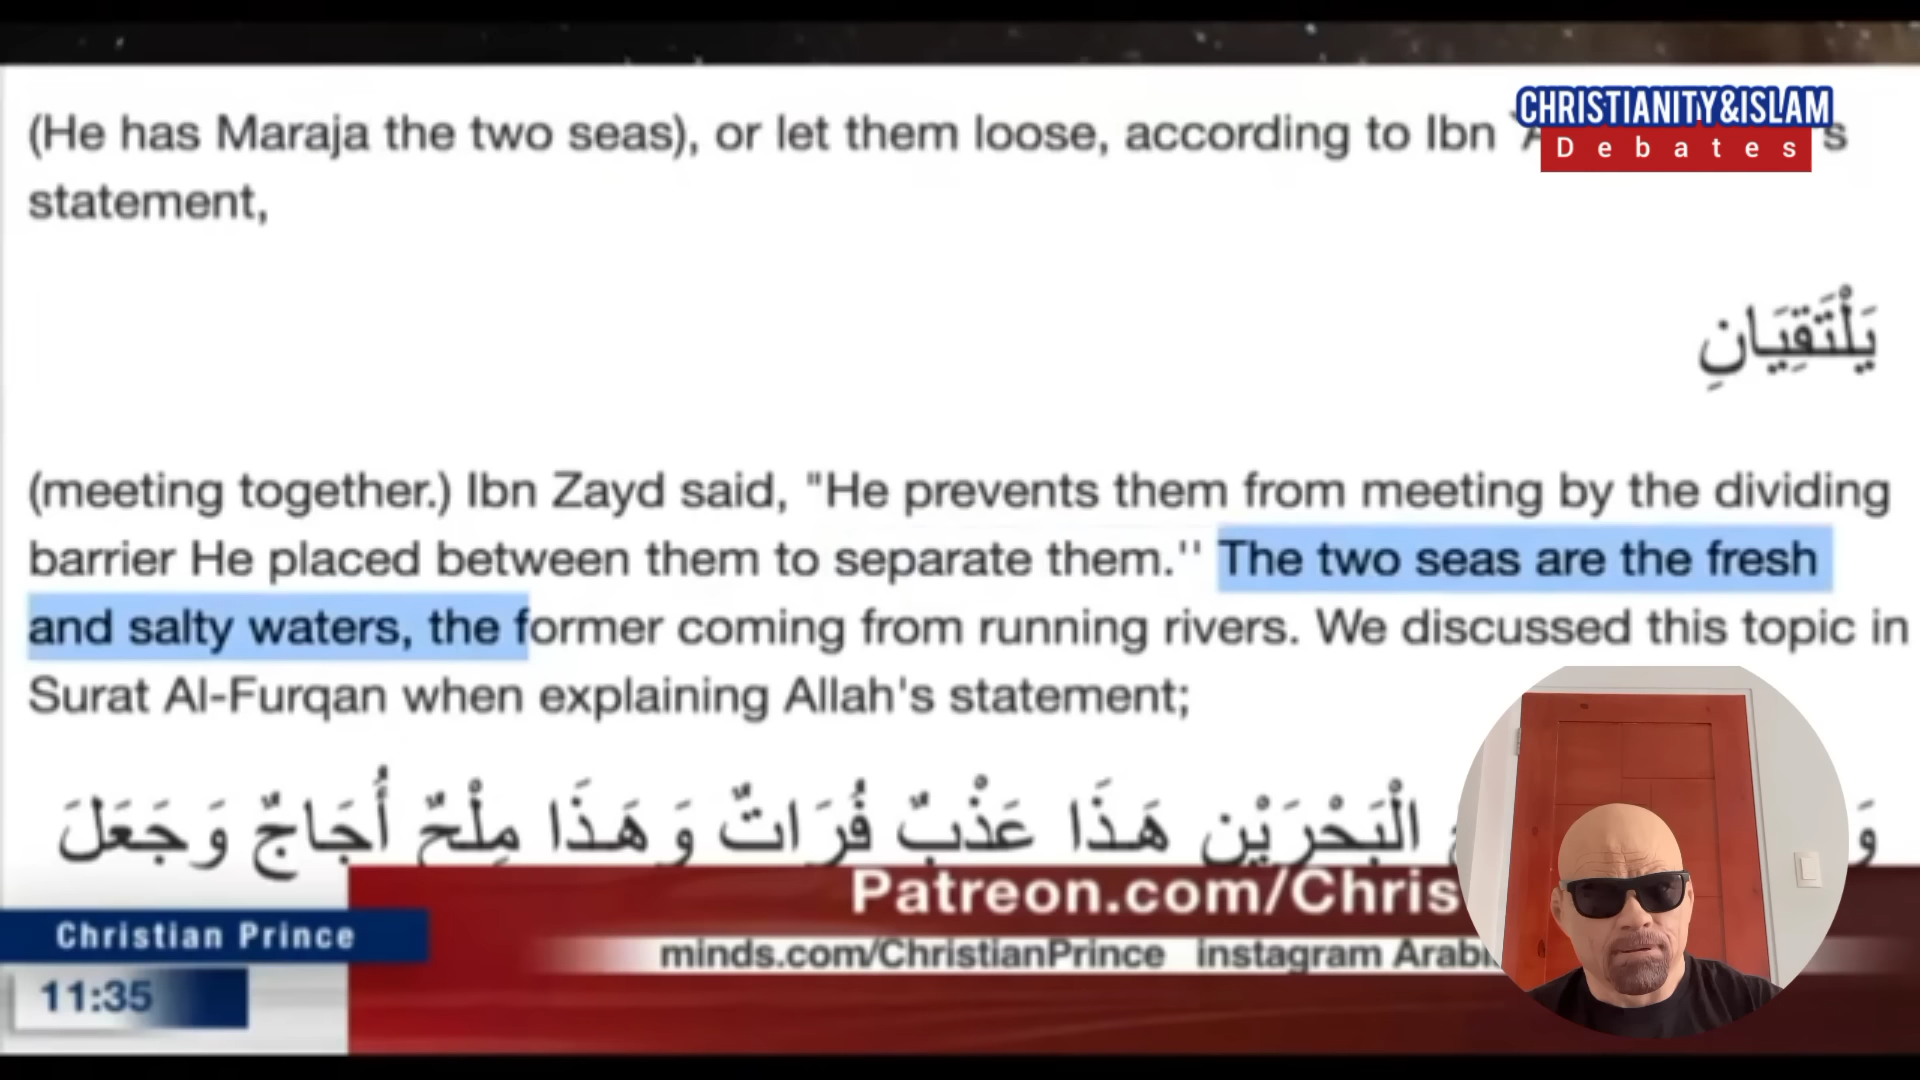 CHRISTIANITY&ISLAM
Debates
(He has Maraja the two seas), or let them loose, according to Ibn 's
statement,
يَلْتَقِيَانِ
(meeting together.) Ibn Zayd said, "He prevents them from meeting by the dividing
barrier He placed between them to separate them.'' The two seas are the fresh
and salty waters, the former coming from running rivers. We discussed this topic in
Surat Al-Furqan when explaining Allah's statement;
الْبَحْرَيْنِ هَـذَا عَذْبٌ فُرَاتٌ وَهَـذَا مِلْحٌ أُجَاجٌ وَجَعَلَ
Patreon.com/Chris
Christian Prince
minds.com/ChristianPrince instagram
11:35